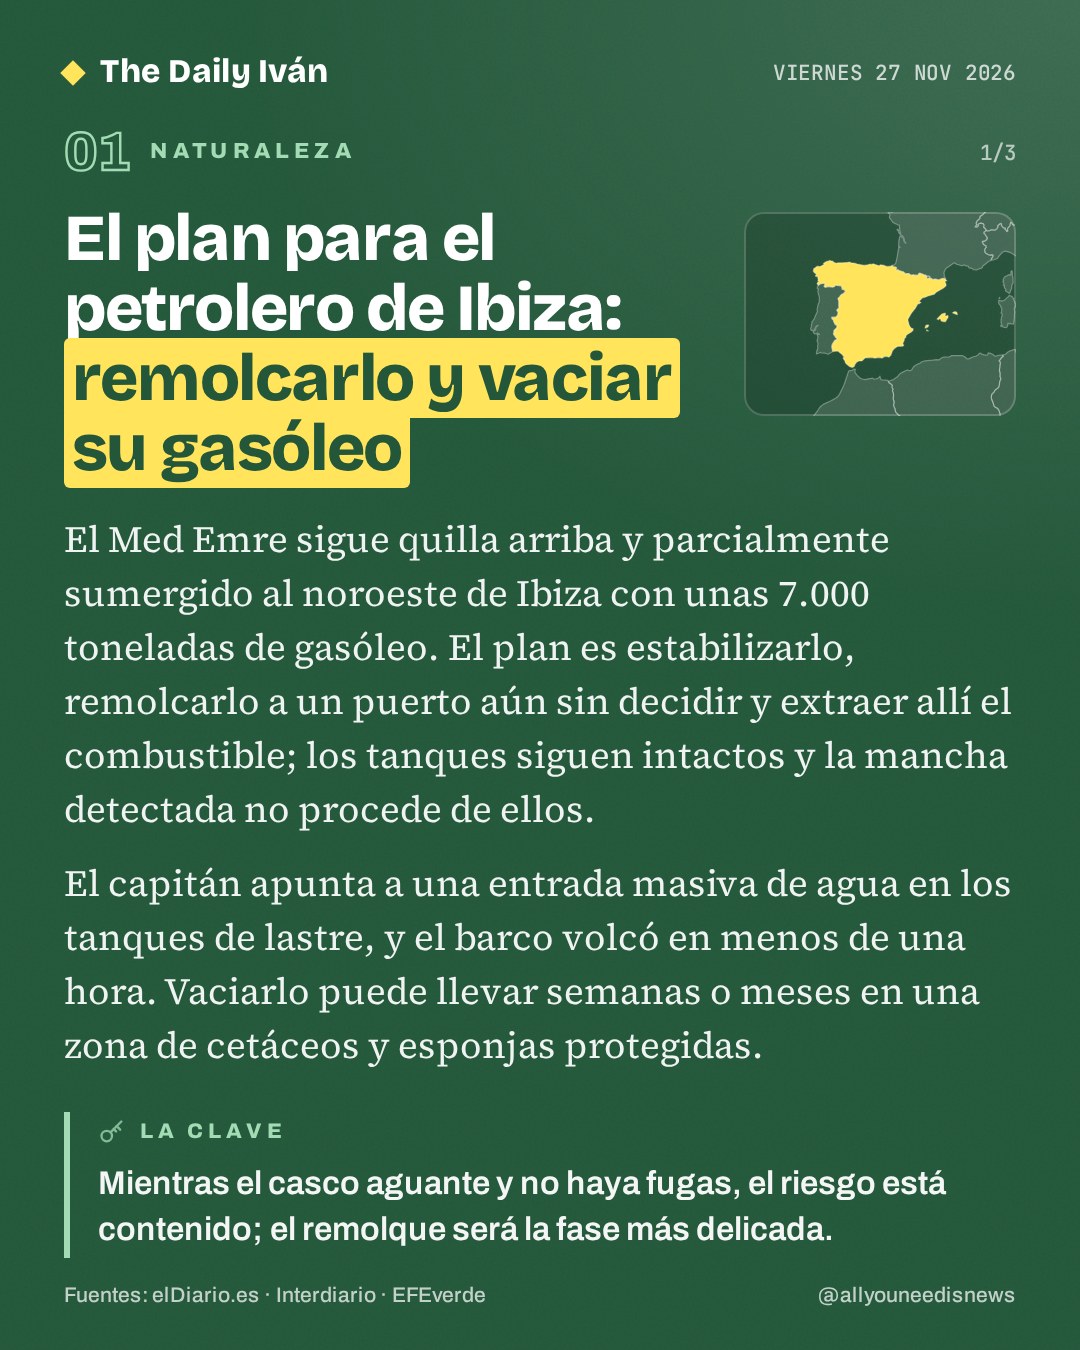 The Daily Iván
VIERNES 27 NOV 2026
01 NATURALEZA
1/3
El plan para el
petrolero de Ibiza:
remolcarlo y vaciar
su gasóleo
El Med Emre sigue quilla arriba y parcialmente
sumergido al noroeste de Ibiza con unas 7.000
toneladas de gasóleo. El plan es estabilizarlo,
remolcarlo a un puerto aún sin decidir y extraer allí el
combustible; los tanques siguen intactos y la mancha
detectada no procede de ellos.
El capitán apunta a una entrada masiva de agua en los
tanques de lastre, y el barco volcó en menos de una
hora. Vaciarlo puede llevar semanas o meses en una
zona de cetáceos y esponjas protegidas.
LA CLAVE
Mientras el casco aguante y no haya fugas, el riesgo está
contenido; el remolque será la fase más delicada.
Fuentes: elDiario.es · Interdiario · EFEverde
@allyouneedisnews